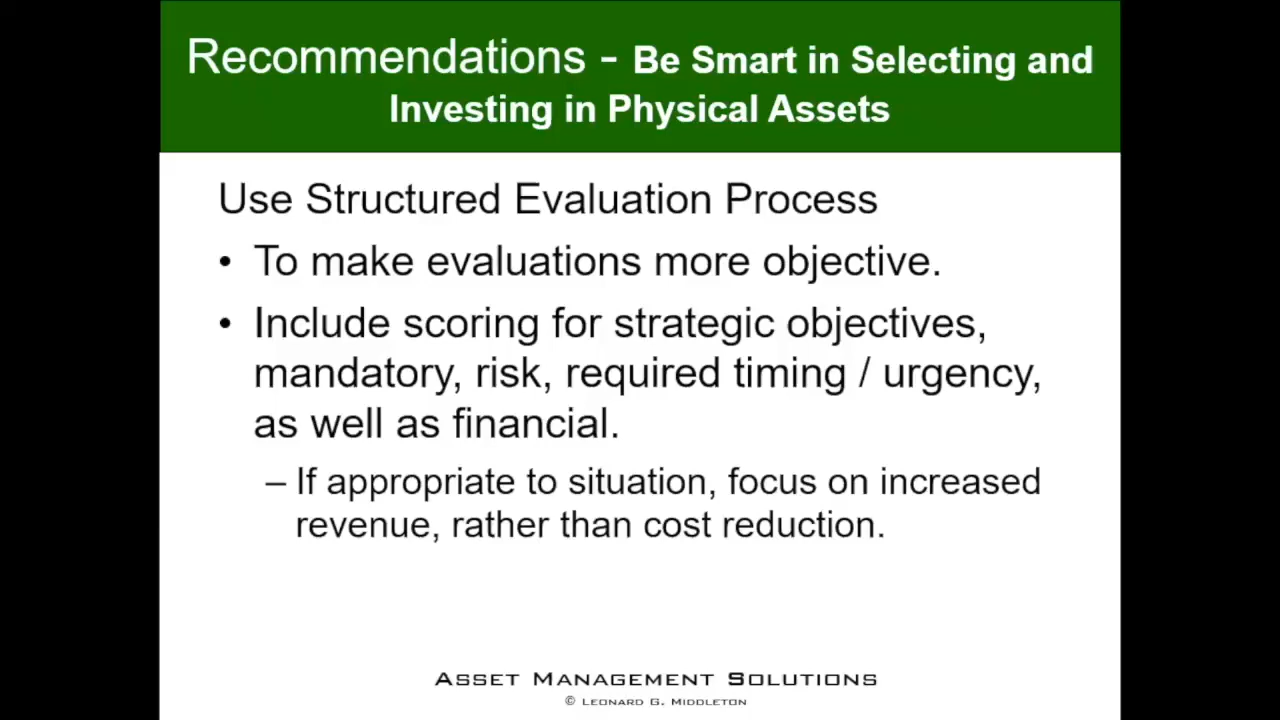 Recommendations - Be Smart in Selecting and
Investing in Physical Assets
Use Structured Evaluation Process
• To make evaluations more objective.
• Include scoring for strategic objectives,
mandatory, risk, required timing / urgency,
as well as financial.
– If appropriate to situation, focus on increased
revenue, rather than cost reduction.
ASSET MANAGEMENT SOLUTIONS
© LEONARD G. MIDDLETON